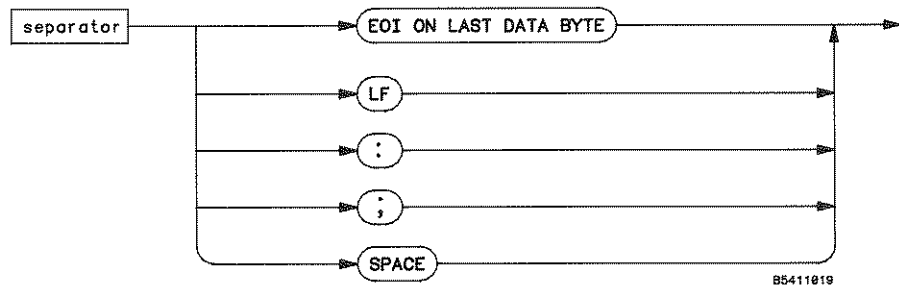 separator
EOI ON LAST DATA BYTE
LF
:
;
SPACE
B5411019